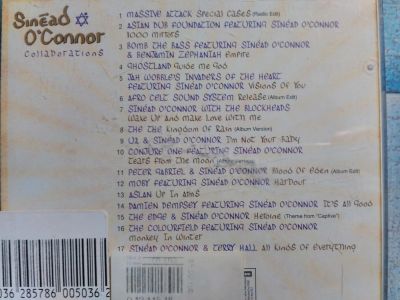 Sinéad
O'Connor
Collaborations
1 Massive Attack Special Cases (Radio Edit)
2 Asian Dub Foundation featuring Sinéad O'Connor
1000 Mirrors
3 Bomb The Bass featuring Sinéad O'Connor
& Benjamin Zephaniah Empire
4 Ghostland Guide Me God
5 Jah Wobble's Invaders Of The Heart
featuring Sinéad O'Connor Visions Of You
6 Afro Celt Sound System Release (Album Edit)
7 Sinéad O'Connor with The Blockheads
Wake Up And Make Love With Me
8 The The Kingdom Of Rain (Album Version)
9 U2 & Sinéad O'Connor I'm Not Your Baby
10 Conjure One featuring Sinéad O'Connor
Tears From The Moon
11 Peter Gabriel & Sinéad O'Connor Blood Of Eden (Album Edit)
12 Moby featuring Sinéad O'Connor Harbour
13 Aslan Up In Arms
14 Damien Dempsey featuring Sinéad O'Connor It's All Good
15 The Edge & Sinéad O'Connor Heroine (Theme from "Captive")
16 The Colourfield featuring Sinéad O'Connor
Monkey In Winter
17 Sinéad O'Connor & Terry Hall All Kinds Of Everything
036 285786 005036 2